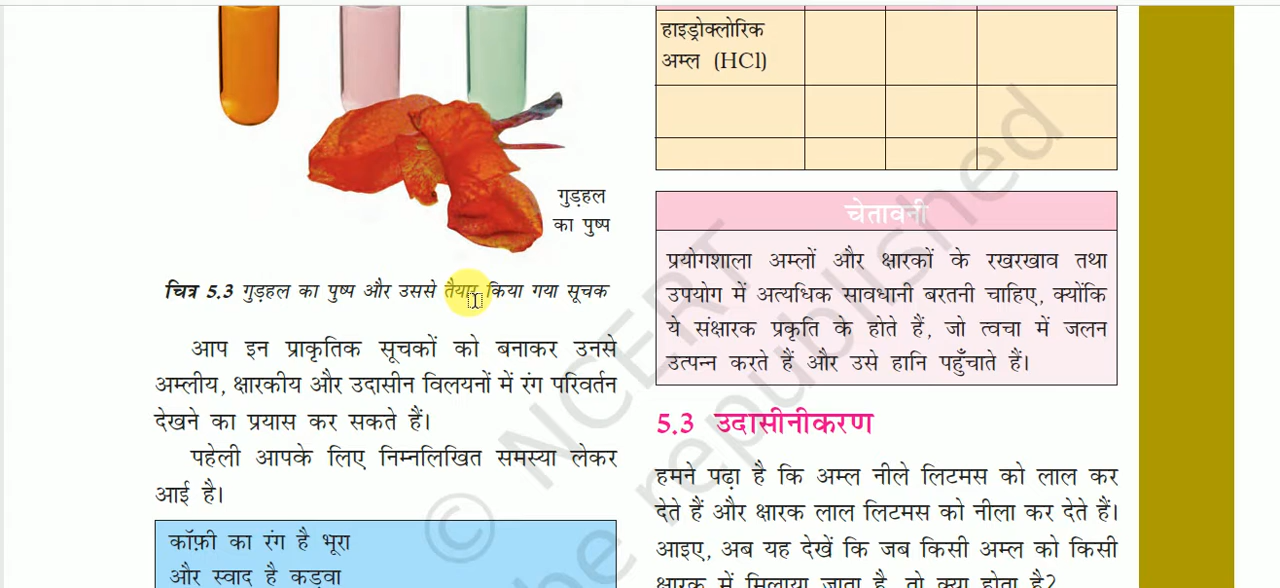 गुड़हल
का पुष्प
चित्र 5.3 गुड़हल का पुष्प और उससे तैयार किया गया सूचक
आप इन प्राकृतिक सूचकों को बनाकर उनसे
अम्लीय, क्षारकीय और उदासीन विलयनों में रंग परिवर्तन
देखने का प्रयास कर सकते हैं।
पहेली आपके लिए निम्नलिखित समस्या लेकर
आई है।
कॉफ़ी का रंग है भूरा
और स्वाद है कड़वा
हाइड्रोक्लोरिक
अम्ल (HCl)
चेतावनी
प्रयोगशाला अम्लों और क्षारकों के रखरखाव तथा
उपयोग में अत्यधिक सावधानी बरतनी चाहिए, क्योंकि
ये संक्षारक प्रकृति के होते हैं, जो त्वचा में जलन
उत्पन्न करते हैं और उसे हानि पहुँचाते हैं।
5.3 उदासीनीकरण
हमने पढ़ा है कि अम्ल नीले लिटमस को लाल कर
देते हैं और क्षारक लाल लिटमस को नीला कर देते हैं।
आइए, अब यह देखें कि जब किसी अम्ल को किसी
क्षारक में मिलाया जाता है, तो क्या होता है?
© NCERT
be republished